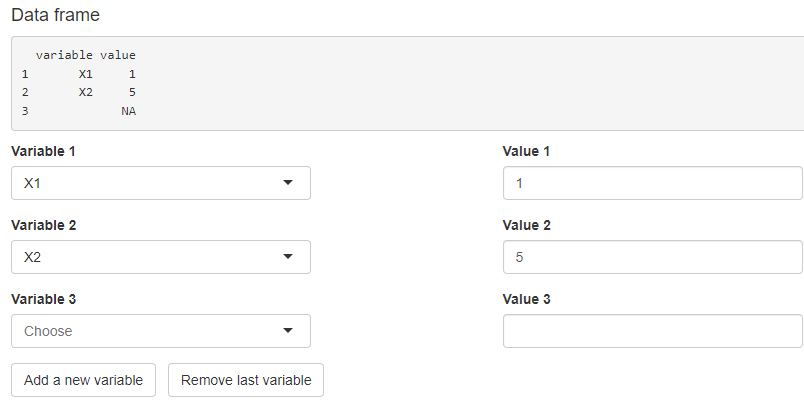 Data frame
variable value
1 X1 1
2 X2 5
3 NA
Variable 1 Value 1
X1 1
Variable 2 Value 2
X2 5
Variable 3 Value 3
Choose
Add a new variable Remove last variable